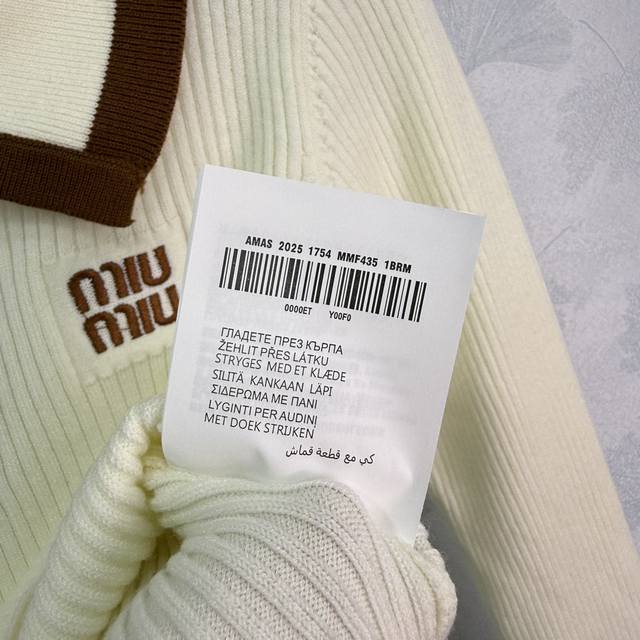 miu
miu
AMAS 2025 1754 MMF435 1BRM
0000ET Y00F0
ГЛАДЕТЕ ПРЕЗ КЪРПА
ŽEHLIT PŘES LÁTKU
STRYGES MED ET KLÆDE
SILITÄ KANKAAN LÄPI
ΣΙΔΕΡΩΜΑ ΜΕ ΠΑΝΙ
LYGINTI PER AUDINĮ
MET DOEK STRIJKEN
كي مع قطعة قماش